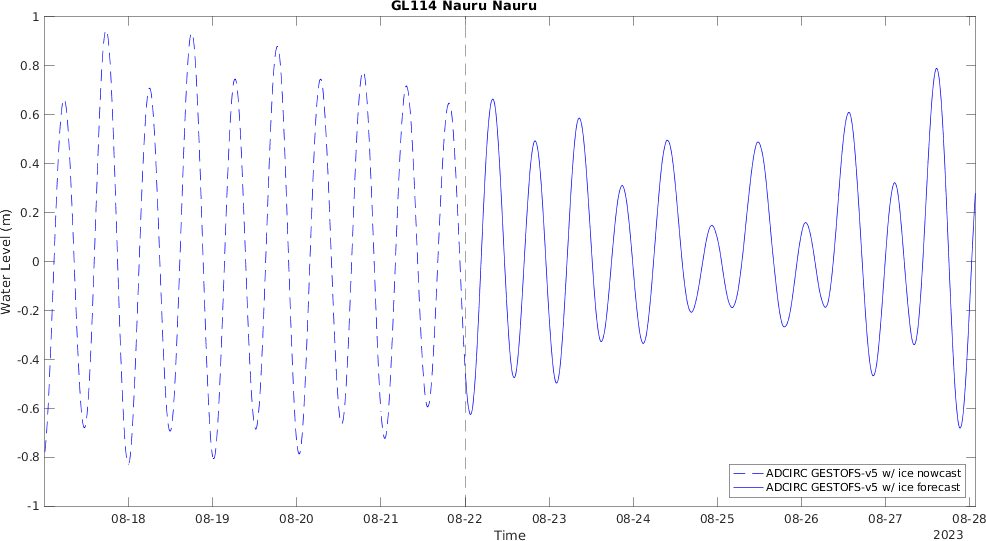 GL114 Nauru Nauru
Water Level (m)
1
0.8
0.6
0.4
0.2
0
-0.2
-0.4
-0.6
-0.8
-1
08-18 08-19 08-20 08-21 08-22 08-23 08-24 08-25 08-26 08-27 08-28
Time
2023
ADCIRC GESTOFS-v5 w/ ice nowcast
ADCIRC GESTOFS-v5 w/ ice forecast